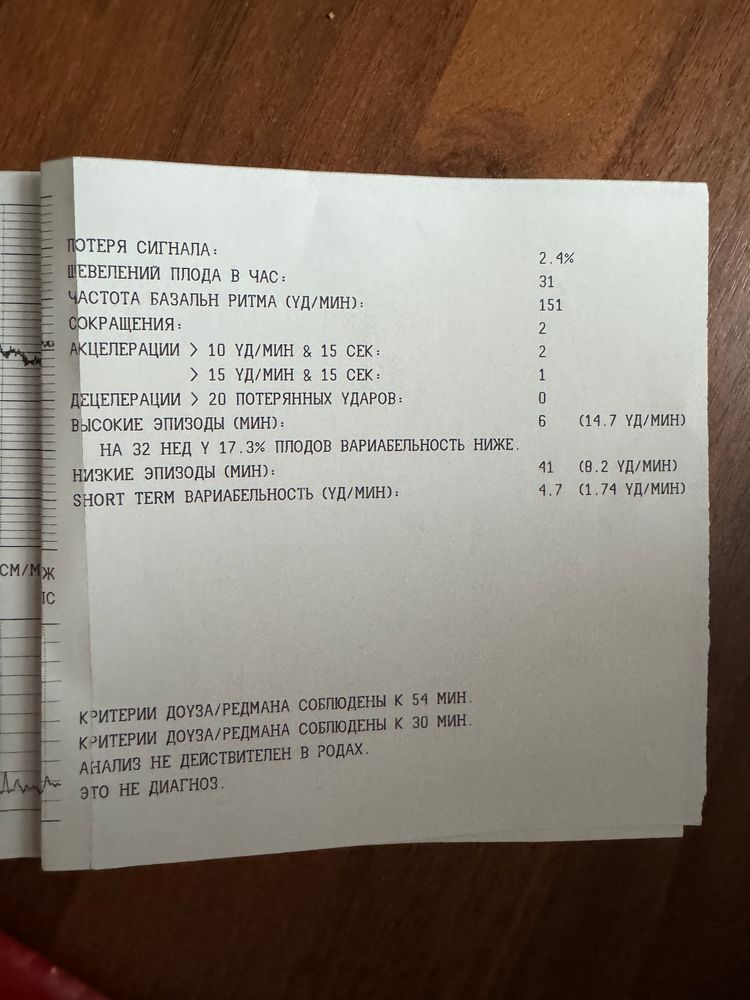 ПОТЕРЯ СИГНАЛА: 2.4%
ШЕВЕЛЕНИЙ ПЛОДА В ЧАС: 31
ЧАСТОТА БАЗАЛЬН РИТМА (УД/МИН): 151
СОКРАЩЕНИЯ: 2
АКЦЕЛЕРАЦИИ > 10 УД/МИН & 15 СЕК: 2
> 15 УД/МИН & 15 СЕК: 1
ДЕЦЕЛЕРАЦИИ > 20 ПОТЕРЯННЫХ УДАРОВ: 0
ВЫСОКИЕ ЭПИЗОДЫ (МИН): 6 (14.7 УД/МИН)
НА 32 НЕД У 17.3% ПЛОДОВ ВАРИАБЕЛЬНОСТЬ НИЖЕ.
НИЗКИЕ ЭПИЗОДЫ (МИН): 41 (8.2 УД/МИН)
SHORT TERM ВАРИАБЕЛЬНОСТЬ (УД/МИН): 4.7 (1.74 УД/МИН)
СМ/М
КРИТЕРИИ ДОУЗА/РЕДМАНА СОБЛЮДЕНЫ К 54 МИН.
КРИТЕРИИ ДОУЗА/РЕДМАНА СОБЛЮДЕНЫ К 30 МИН.
АНАЛИЗ НЕ ДЕЙСТВИТЕЛЕН В РОДАХ.
ЭТО НЕ ДИАГНОЗ.